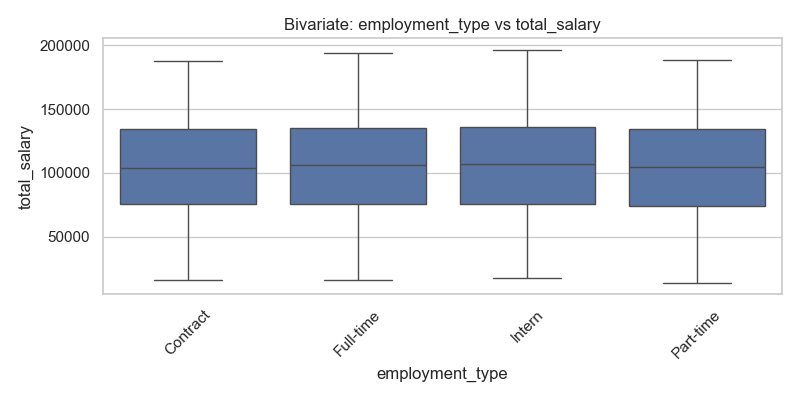 Bivariate: employment_type vs total_salary
200000
150000
100000
50000
total_salary
Contract
Full-time
Intern
Part-time
employment_type